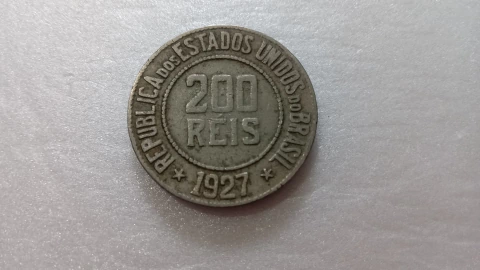 REPUBLICA DOS ESTADOS UNIDOS DO BRASIL
200
RÉIS
* 1927 *